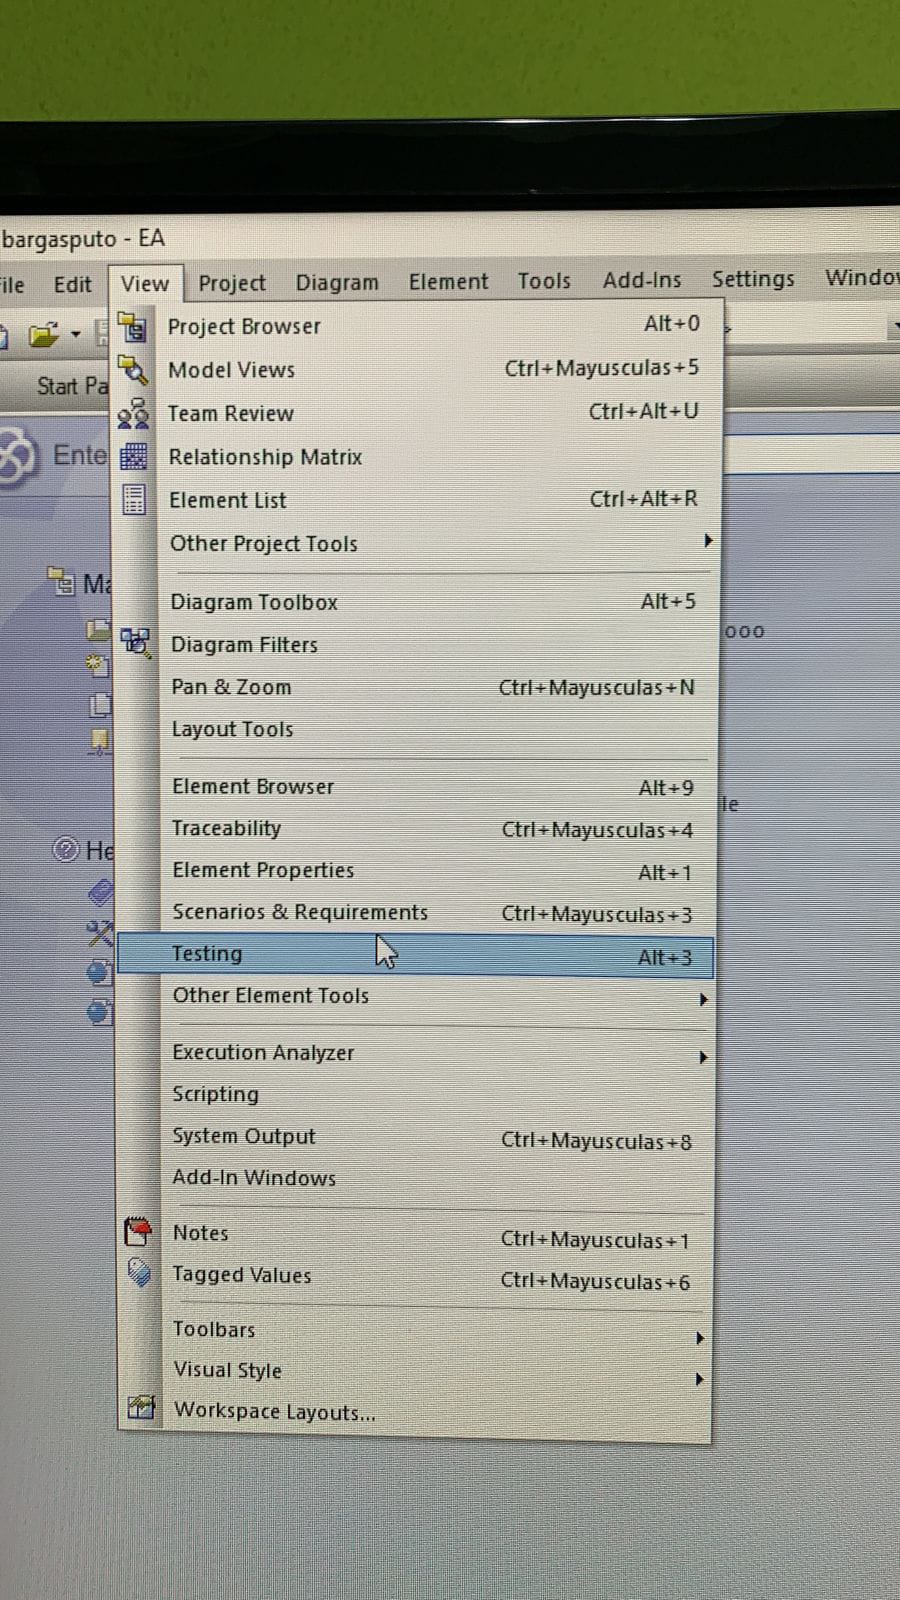 bargasputo - EA
Edit View Project Diagram Element Tools Add-Ins Settings
Project Browser Alt+0
Model Views Ctrl+Mayusculas+5
Start Pa
Team Review Ctrl+Alt+U
Ente
Relationship Matrix
Element List Ctrl+Alt+R
Other Project Tools
Ma
Diagram Toolbox Alt+5
ooo
Diagram Filters
Pan & Zoom Ctrl+Mayusculas+N
Layout Tools
Element Browser Alt+9
le
Traceability Ctrl+Mayusculas+4
He
Element Properties Alt+1
Scenarios & Requirements Ctrl+Mayusculas+3
Testing Alt+3
Other Element Tools
Execution Analyzer
Scripting
System Output Ctrl+Mayusculas+8
Add-In Windows
Notes Ctrl+Mayusculas+1
Tagged Values Ctrl+Mayusculas+6
Toolbars
Visual Style
Workspace Layouts...